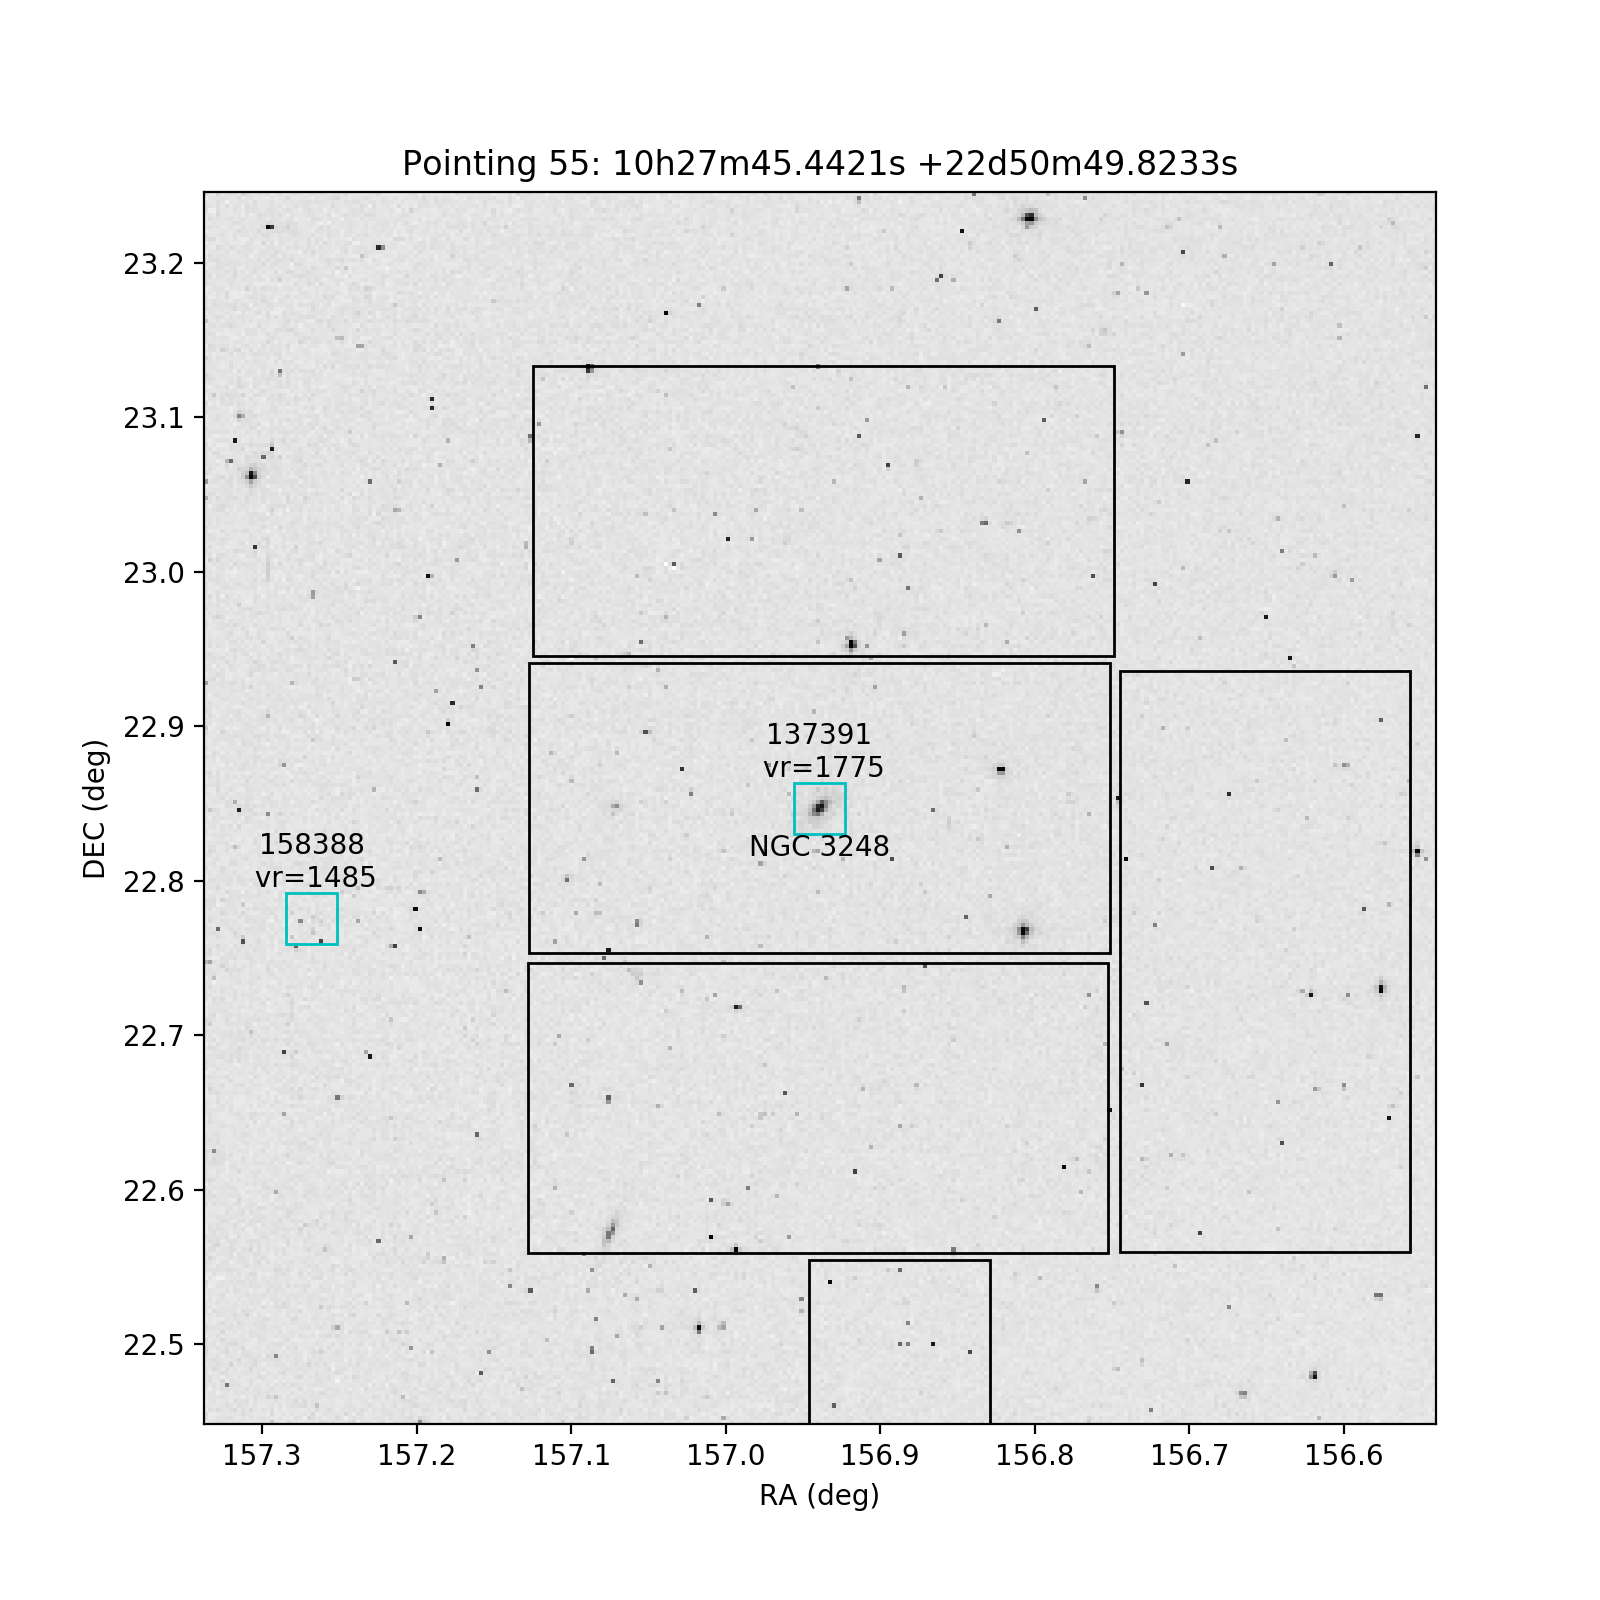 Pointing 55: 10h27m45.4421s +22d50m49.8233s
23.2
23.1
23.0
22.9
22.8
22.7
22.6
22.5
DEC (deg)
137391
vr=1775
NGC 3248
158388
vr=1485
157.3 157.2 157.1 157.0 156.9 156.8 156.7 156.6
RA (deg)